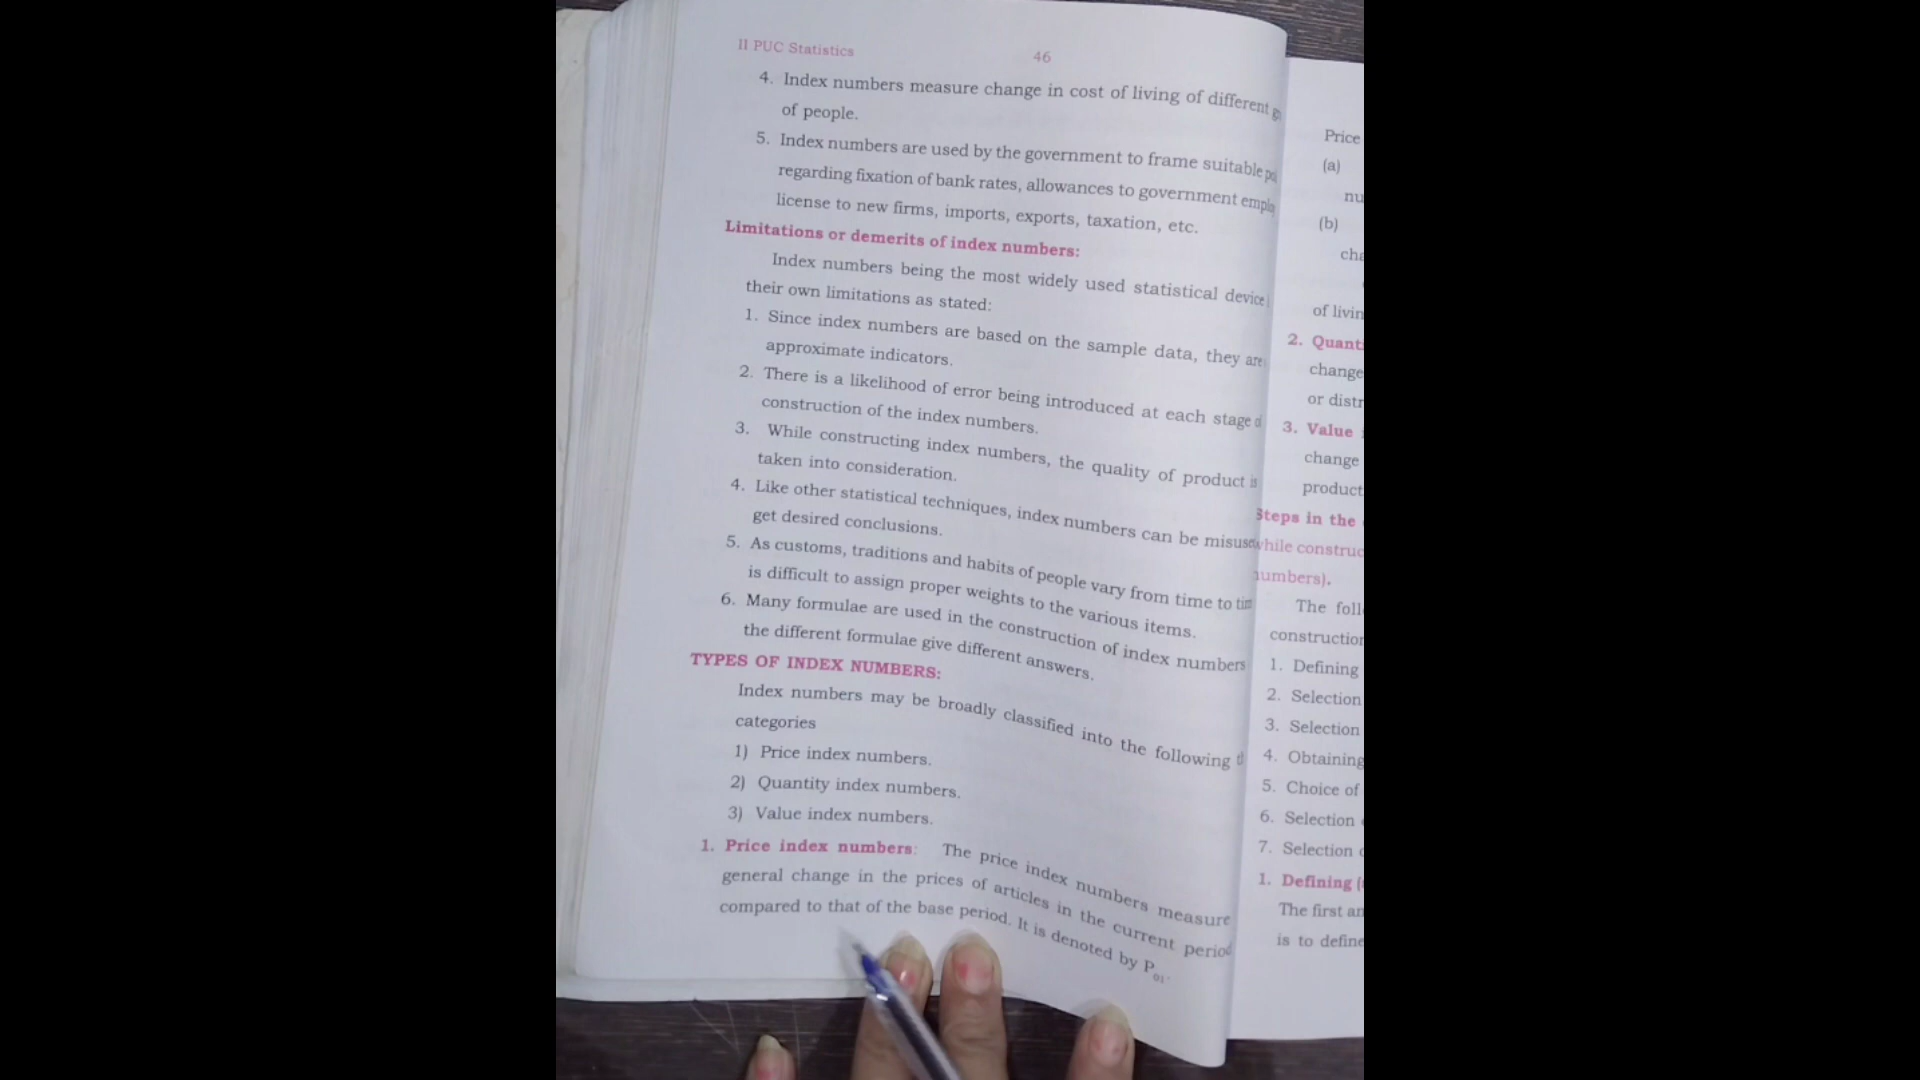 II PUC Statistics
46
4. Index numbers measure change in cost of living of different
of people.
5. Index numbers are used by the government to frame suitable
regarding fixation of bank rates, allowances to government
license to new firms, imports, exports, taxation, etc.
Limitations or demerits of index numbers:
Index numbers being the most widely used statistical device
their own limitations as stated:
1. Since index numbers are based on the sample data, they are
approximate indicators.
2. There is a likelihood of error being introduced at each stage
construction of the index numbers.
3. While constructing index numbers, the quality of product is
taken into consideration.
4. Like other statistical techniques, index numbers can be
get desired conclusions.
5. As customs, traditions and habits of people vary from time to
is difficult to assign proper weights to the various items.
6. Many formulae are used in the construction of index numbers
the different formulae give different answers.
TYPES OF INDEX NUMBERS:
Index numbers may be broadly classified into the following
categories
1) Price index numbers.
2) Quantity index numbers.
3) Value index numbers.
1. Price index numbers: The price index numbers measure
general change in the prices of articles in the current period
compared to that of the base period. It is denoted by P01.
Price
(a)
(b)
of
2.
change
or
3. Value
change
product
Steps in the
numbers).
The
1. Defining
2. Selection
3. Selection
4. Obtaining
5. Choice of
6. Selection
7. Selection
1. Defining
The first
is to define